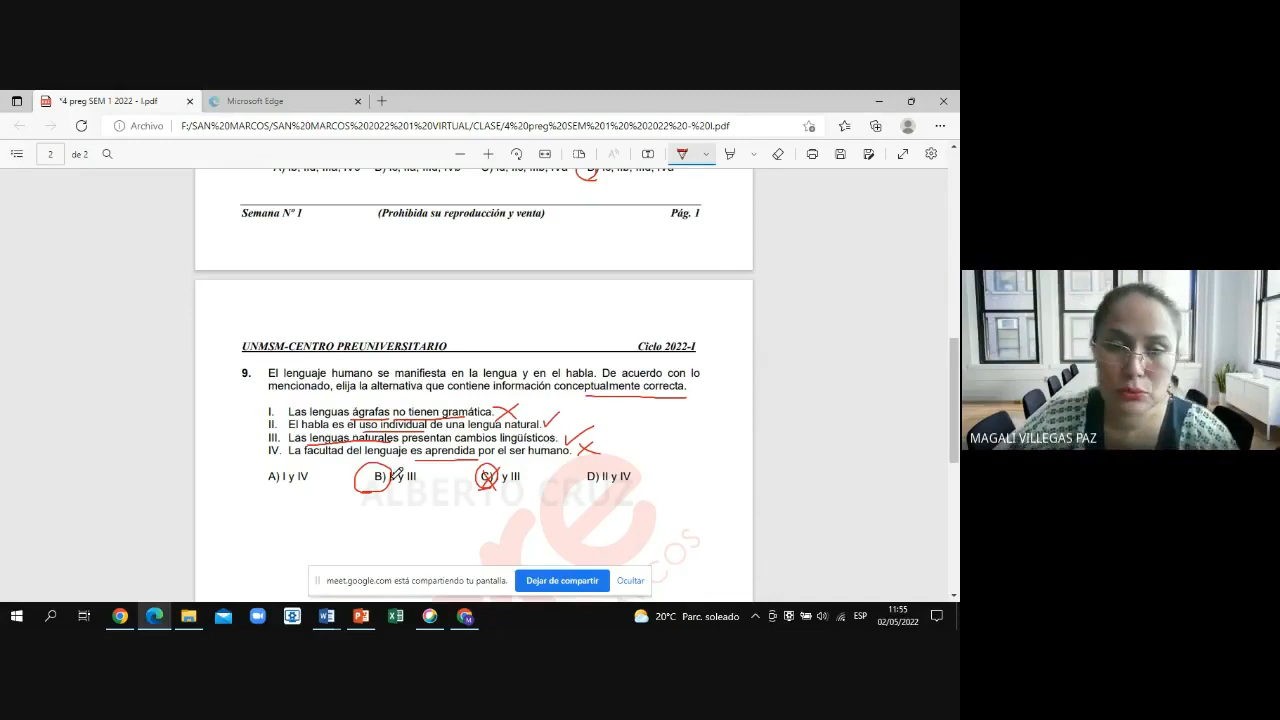 *4 preg SEM 1 2022 - I.pdf
Microsoft Edge
Archivo
F:/SAN%20MARCOS/SAN%20MARCOS%202022%201%20VIRTUAL/CLASE/4%20preg%20SEM%201%20%202022%20-%20I.pdf
2
de 2
Semana Nº 1 (Prohibida su reproducción y venta) Pág. 1
UNMSM-CENTRO PREUNIVERSITARIO Ciclo 2022-I
9. El lenguaje humano se manifiesta en la lengua y en el habla. De acuerdo con lo
mencionado, elija la alternativa que contiene información conceptualmente correcta.
I. Las lenguas ágrafas no tienen gramática.
II. El habla es el uso individual de una lengua natural.
III. Las lenguas naturales presentan cambios lingüísticos.
IV. La facultad del lenguaje es aprendida por el ser humano.
A) I y IV B) y III C) y III D) II y IV
ALBERTO CRUZ
meet.google.com está compartiendo tu pantalla.
Dejar de compartir
Ocultar
MAGALI VILLEGAS PAZ
20°C Parc. soleado
ESP
11:55
02/05/2022